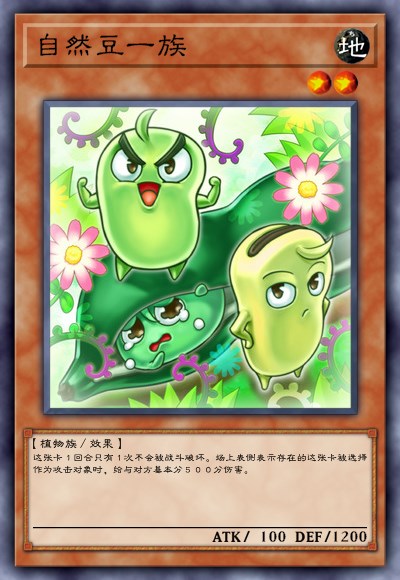 自然豆一族
地
【植物族／效果】
这张卡１回合只有１次不会被战斗破坏。场上表侧表示存在的这张卡被选择
作为攻击对象时，给与对方基本分５００分伤害。
ATK/ 100 DEF/1200